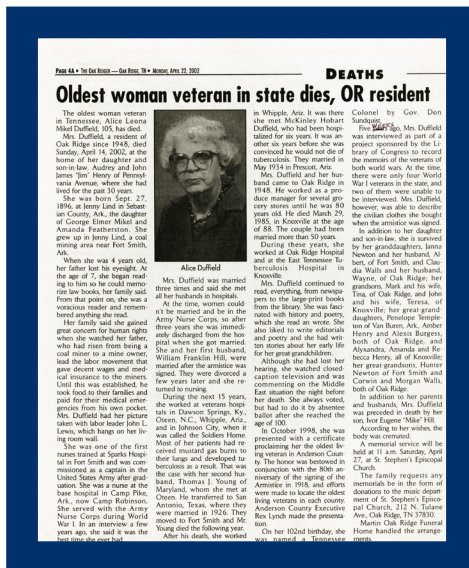 PAGE 4A • THE OAK RIDGER — OAK RIDGE, TN • MONDAY, APRIL 22, 2002
DEATHS
Oldest woman veteran in state dies, OR resident
The oldest woman veteran
in Tennessee, Alice Leona
Mikel Duffield, 105, has died.
Mrs. Duffield, a resident of
Oak Ridge since 1948, died
Sunday, April 14, 2002, at the
home of her daughter and
son-in-law, Audrey and John
James "Jim" Heney of Pennsyl-
vania Avenue, where she had
lived for the past 30 years.
She was born Sept. 27,
1896, at Jenny Lind in Sebast-
ian County, Ark., the daughter
of George Elmer Mikel and
Amanda Featherston. She
grew up in Jenny Lind, a coal
mining area near Fort Smith,
Ark.
When she was 4 years old,
her father lost his eyesight. At
the age of 7, she began read-
ing to him so he could memo-
rize law books, her family said.
From that point on, she was a
voracious reader and remem-
bered anything she read.
Her family said she gained
great concern for human rights
when she watched her father,
who had risen from being a
coal miner to a mine owner,
lead the labor movement that
gave decent wages and med-
ical insurance to the miners.
Until this was established, he
took food to their families and
paid for their medical emer-
gencies from his own pocket.
Mrs. Duffield had her picture
taken with labor leader John L.
Lewis, which hangs on her liv-
ing room wall.
She was one of the first
nurses trained at Sparks Hospi-
tal in Fort Smith and was com-
missioned as a captain in the
United States Army after grad-
uation. She was a nurse at the
base hospital in Camp Pike,
Ark., now Camp Robinson.
She served with the Army
Nurse Corps during World
War I. In an interview a few
years ago, she said it was the
best time she ever had.
Alice Duffield
Mrs. Duffield was married
three times and said she met
all her husbands in hospitals.
At the time, women could-
n't be married and be in the
Army Nurse Corps, so after
three years she was immedi-
ately discharged from the hos-
pital when she got married.
She and her first husband,
William Franklin Hill, were
married after the armistice was
signed. They were divorced a
few years later and she re-
turned to nursing.
During the next 15 years,
she worked at veterans hospi-
tals in Dawson Springs, Ky.,
Oteen, N.C., Whipple, Ariz.,
and in Johnson City, when it
was called the Soldiers Home.
Most of her patients had re-
ceived mustard gas burns to
their lungs and developed tu-
berculosis as a result. That was
the case with her second hus-
band, Thomas J. Young of
Maryland, whom she met at
Oteen. He transferred to San
Antonio, Texas, where they
were married in 1926. They
moved to Fort Smith and Mr.
Young died the following year.
After his death, she worked
in Whipple, Ariz. It was there
she met McKinley Hobart
Duffield, who had been hospi-
talized for six years. It was an-
other six years before she was
convinced he would not die of
tuberculosis. They married in
May 1934 in Prescott, Ariz.
Mrs. Duffield and her hus-
band came to Oak Ridge in
1948. He worked as a pro-
duce manager for several gro-
cery stores until he was 80
years old. He died March 29,
1985, in Knoxville at the age
of 88. The couple had been
married more than 50 years.
During these years, she
worked at Oak Ridge Hospital
and at the East Tennessee Tu-
berculosis Hospital in
Knoxville.
Mrs. Duffield continued to
read, everything, from newspa-
pers to the large-print books
from the library. She was fasci-
nated with history and poetry,
which she read an wrote. She
also liked to write editorials
and poetry and she had writ-
ten stories about her early life
for her great-grandchildren.
Although she had lost her
hearing, she watched closed-
caption television and was
commenting on the Middle
East situation the night before
her death. She always voted,
but had to do it by absentee
ballot after she reached the
age of 100.
In October 1998, she was
presented with a certificate
proclaiming her the oldest liv-
ing veteran in Anderson Coun-
ty. The honor was bestowed in
conjunction with the 80th an-
niversary of the signing of the
Armistice in 1918, and efforts
were made to locate the oldest
living veterans in each county.
Anderson County Executive
Rex Lynch made the presenta-
tion.
On her 102nd birthday, she
was named a Tennessee
Colonel by Gov. Don
Sundquist.
Five WEEKS ago, Mrs. Duffield
was interviewed as part of a
project sponsored by the Li-
brary of Congress to record
the memoirs of the veterans of
both world wars. At the time,
there were only four World
War I veterans in the state, and
two of them were unable to
be interviewed. Mrs. Duffield,
however, was able to describe
the civilian clothes she bought
when the armistice was signed.
In addition to her daughter
and son-in-law, she is survived
by her granddaughters, Janna
Newton and her husband, Al-
bert, of Fort Smith, and Clau-
dia Walls and her husband,
Wayne, of Oak Ridge; her
grandsons, Mark and his wife,
Tina, of Oak Ridge, and John
and his wife, Teresa, of
Knoxville; her great-grand-
daughters, Penelope Temple-
ton of Van Buren, Ark., Amber
Henry and Alexis Burgess,
both of Oak Ridge, and
Alyxandra, and Amanda and Re-
becca Henry, all of Knoxville;
her great-grandsons, Hunter
Newton of Fort Smith and
Corwin and Morgan Walls,
both of Oak Ridge.
In addition to her parents
and husbands, Mrs. Duffield
was preceded in death by her
son, Ivor Eugene "Mike" Hill.
According to her wishes, the
body was cremated.
A memorial service will be
held at 11 a.m. Saturday, April
27, at St. Stephen's Episcopal
Church.
The family requests any
memorials be in the form of
donations to the music depart-
ment of St. Stephen's Episco-
pal Church, 212 N. Tulane
Ave., Oak Ridge, TN 37830.
Martin Oak Ridge Funeral
Home handled the arrange-
ments.